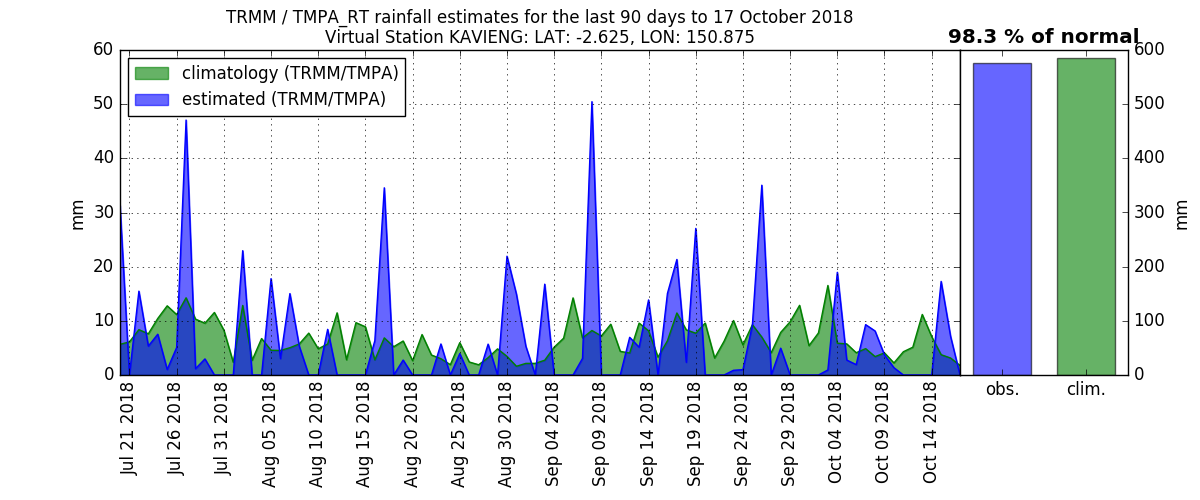 TRMM / TMPA_RT rainfall estimates for the last 90 days to 17 October 2018
Virtual Station KAVIENG: LAT: -2.625, LON: 150.875
98.3 % of normal
climatology (TRMM/TMPA)
estimated (TRMM/TMPA)
60
50
40
30
20
10
0
mm
600
500
400
300
200
100
0
mm
Jul 21 2018
Jul 26 2018
Jul 31 2018
Aug 05 2018
Aug 10 2018
Aug 15 2018
Aug 20 2018
Aug 25 2018
Aug 30 2018
Sep 04 2018
Sep 09 2018
Sep 14 2018
Sep 19 2018
Sep 24 2018
Sep 29 2018
Oct 04 2018
Oct 09 2018
Oct 14 2018
obs.
clim.